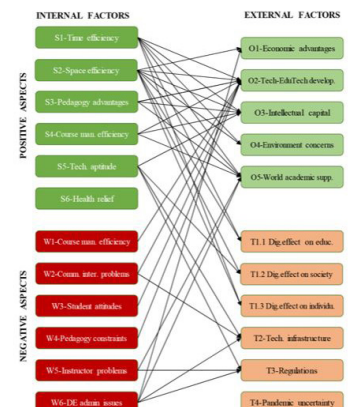 INTERNAL FACTORS
EXTERNAL FACTORS
POSITIVE ASPECTS
S1-Time efficiency
S2-Space efficiency
S3-Pedagogy advantages
S4-Course man. efficiency
S5-Tech. aptitude
S6-Health relief
O1-Economic advantages
O2-Tech-EduTech develop.
O3-Intellectual capital
O4-Environment concerns
O5-World academic supp.
NEGATIVE ASPECTS
W1-Course man. efficiency
W2-Comm. inter. problems
W3-Student attitudes
W4-Pedagogy constraints
W5-Instructor problems
W6-DE admin issues
T1.1 Dig.effect on educ.
T1.2 Dig.effect on society
T1.3 Dig.effect on individu.
T2-Tech. infrastructure
T3-Regulations
T4-Pandemic uncertainty